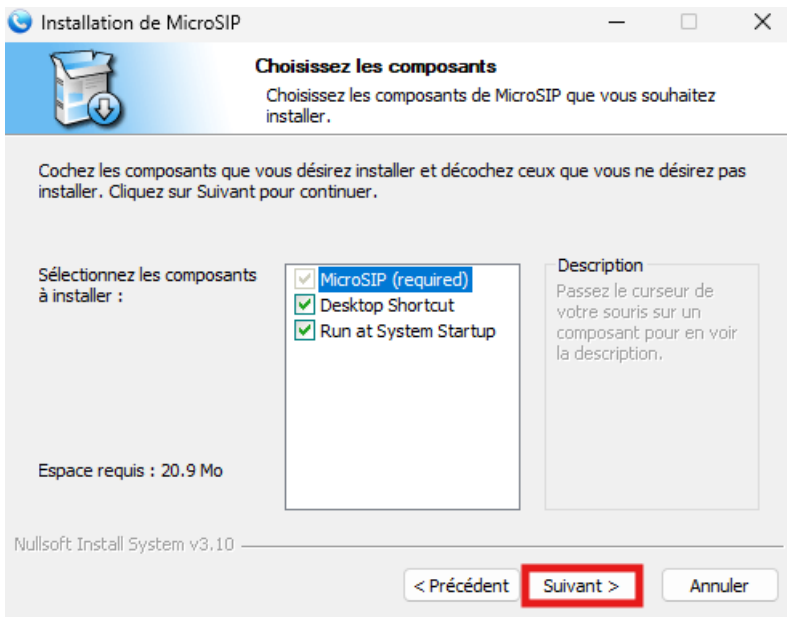 Installation de MicroSIP
Choisissez les composants
Choisissez les composants de MicroSIP que vous souhaitez
installer.
Cochez les composants que vous désirez installer et décochez ceux que vous ne désirez pas
installer. Cliquez sur Suivant pour continuer.
Sélectionnez les composants
à installer :
MicroSIP (required)
Desktop Shortcut
Run at System Startup
Description
Passez le curseur de
votre souris sur un
composant pour en voir
la description.
Espace requis : 20.9 Mo
Nullsoft Install System v3.10
< Précédent
Suivant >
Annuler